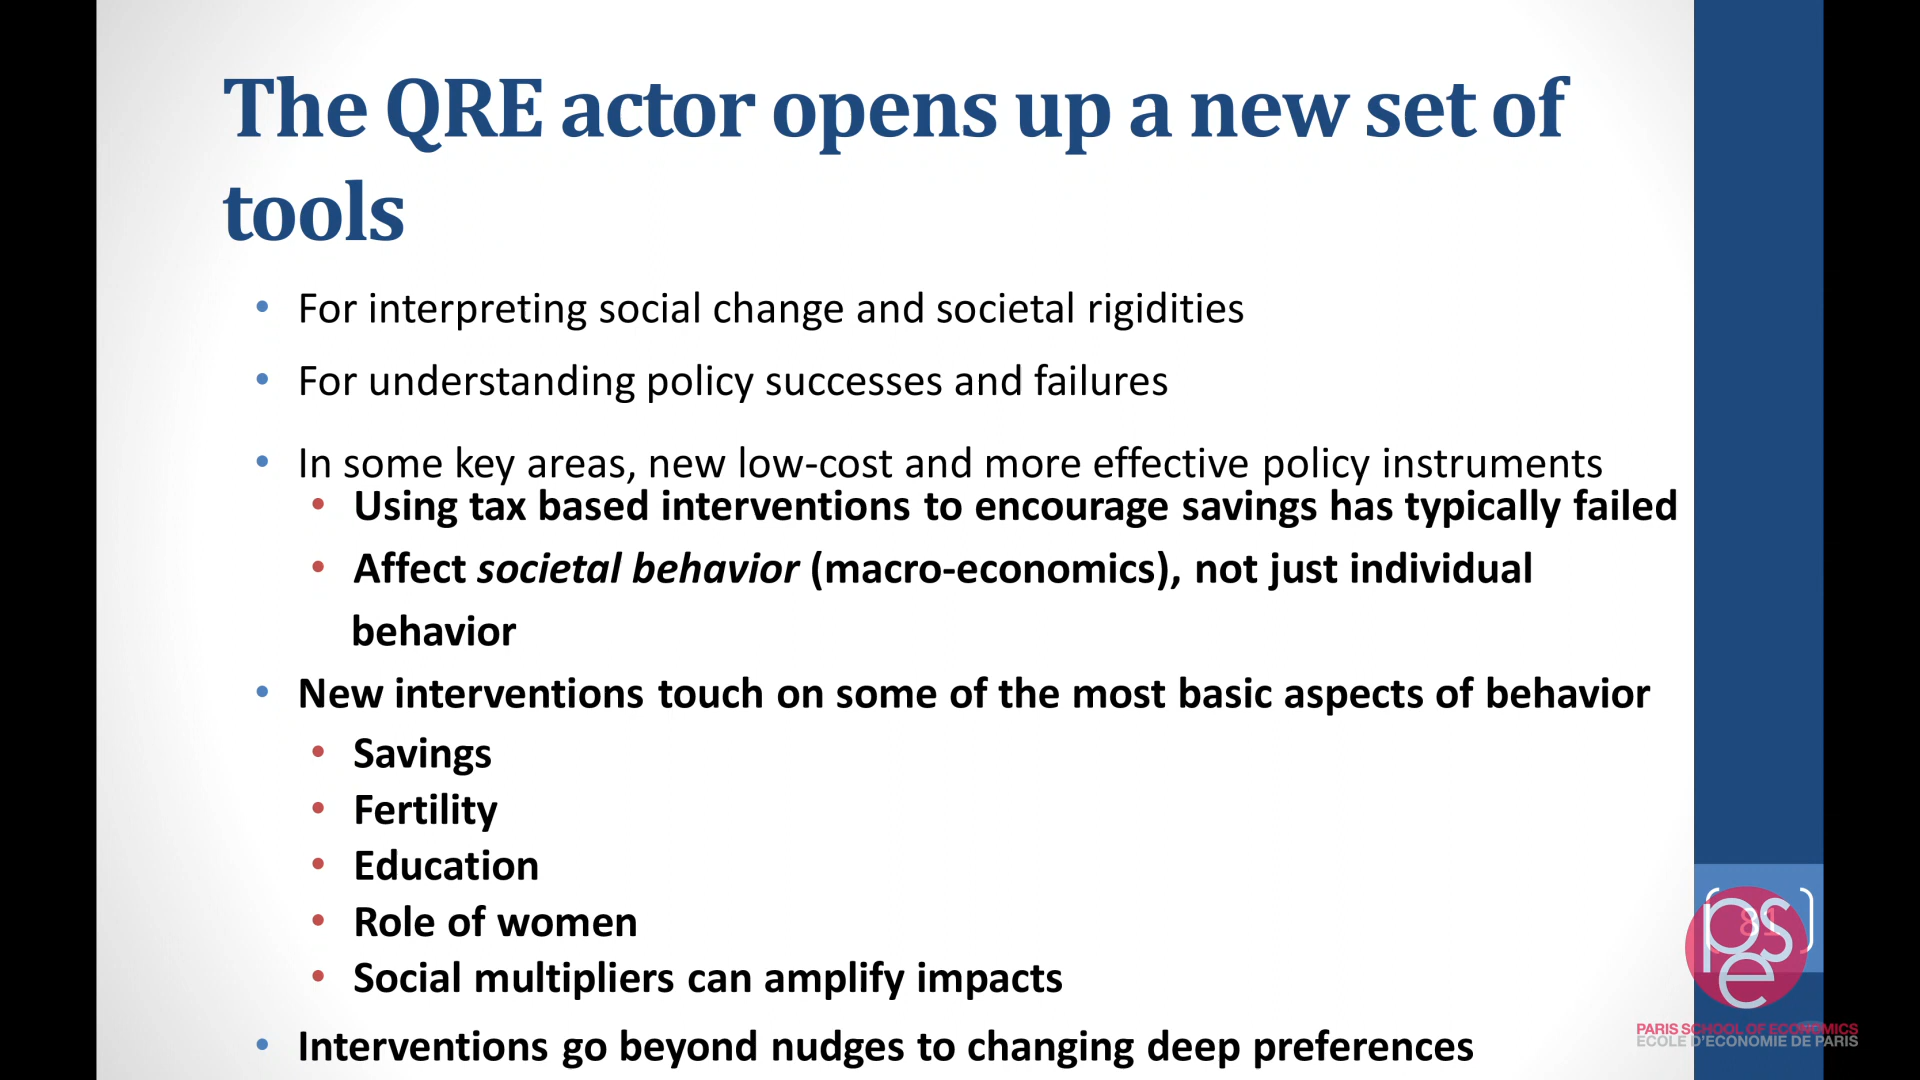 The QRE actor opens up a new set of
tools
• For interpreting social change and societal rigidities
• For understanding policy successes and failures
• In some key areas, new low-cost and more effective policy instruments
• Using tax based interventions to encourage savings has typically failed
• Affect societal behavior (macro-economics), not just individual
behavior
• New interventions touch on some of the most basic aspects of behavior
• Savings
• Fertility
• Education
• Role of women
• Social multipliers can amplify impacts
• Interventions go beyond nudges to changing deep preferences
81
pse
PARIS SCHOOL OF ECONOMICS
ECOLE D'ECONOMIE DE PARIS